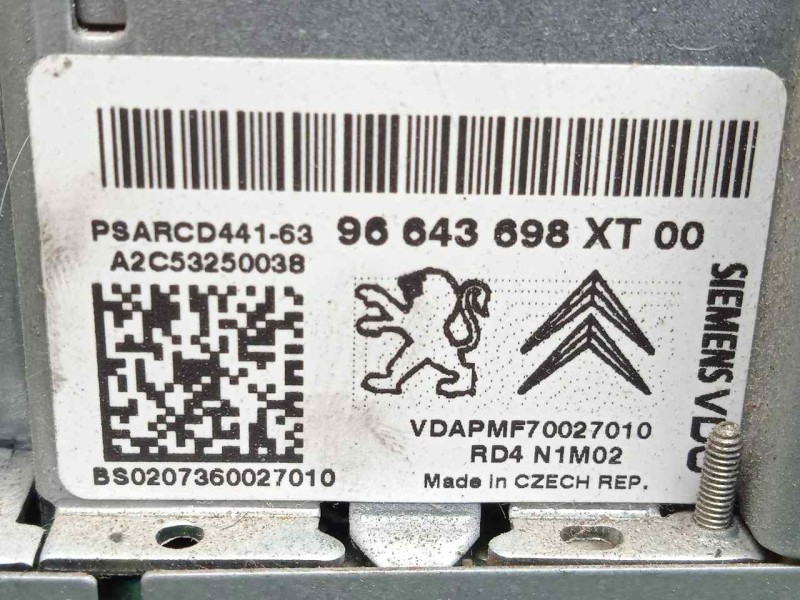 PSARCD441-63 96 643 698 XT 00
A2C53250038
SIEMENS VDO
VDAPMF70027010
RD4 N1M02
BS0207360027010
Made in CZECH REP.